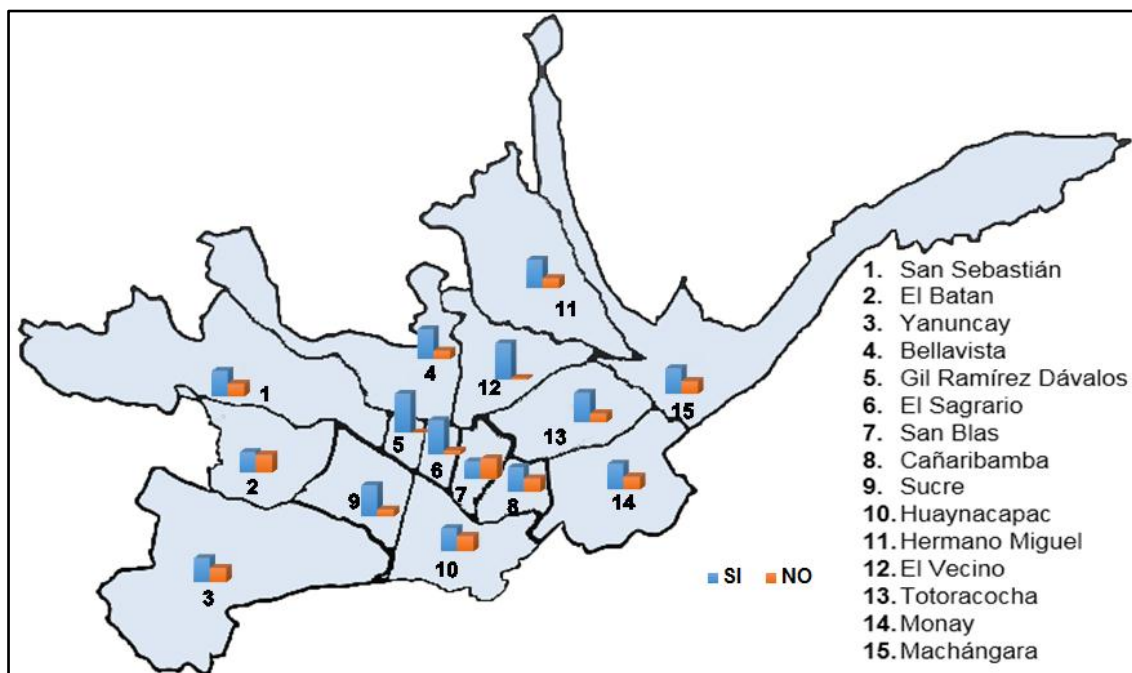 11
4
12
1
15
13
5
6
2
7
8
14
9
10
3
SI NO
1. San Sebastián
2. El Batan
3. Yanuncay
4. Bellavista
5. Gil Ramírez Dávalos
6. El Sagrario
7. San Blas
8. Cañaribamba
9. Sucre
10. Huaynacapac
11. Hermano Miguel
12. El Vecino
13. Totoracocha
14. Monay
15. Machángara